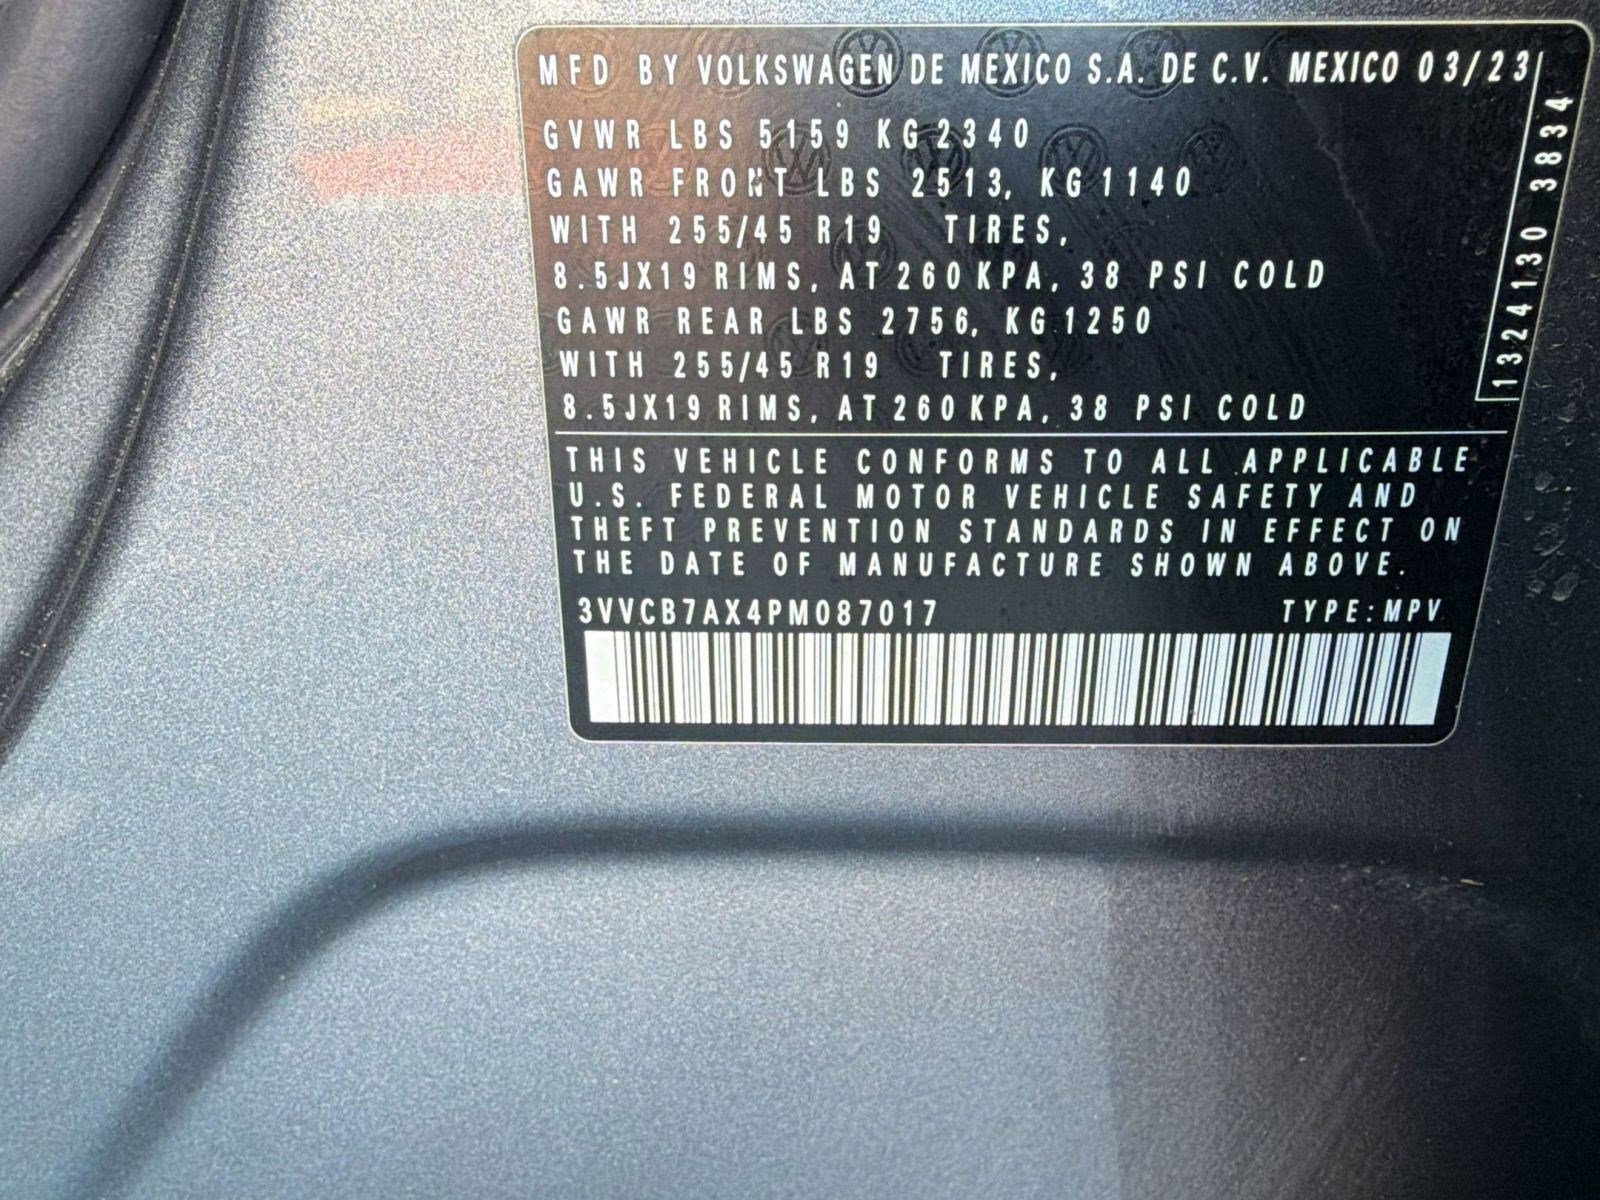 MFD BY VOLKSWAGEN DE MEXICO S.A. DE C.V. MEXICO 03/23
GVWR LBS 5159 KG 2340
GAWR FRONT LBS 2513, KG 1140
WITH 255/45 R19 TIRES,
8.5JX19 RIMS, AT 260 KPA, 38 PSI COLD
GAWR REAR LBS 2756, KG 1250
WITH 255/45 R19 TIRES,
8.5JX19 RIMS, AT 260 KPA, 38 PSI COLD
1324130 3834
THIS VEHICLE CONFORMS TO ALL APPLICABLE
U.S. FEDERAL MOTOR VEHICLE SAFETY AND
THEFT PREVENTION STANDARDS IN EFFECT ON
THE DATE OF MANUFACTURE SHOWN ABOVE.
3VVCB7AX4PM087017 TYPE:MPV